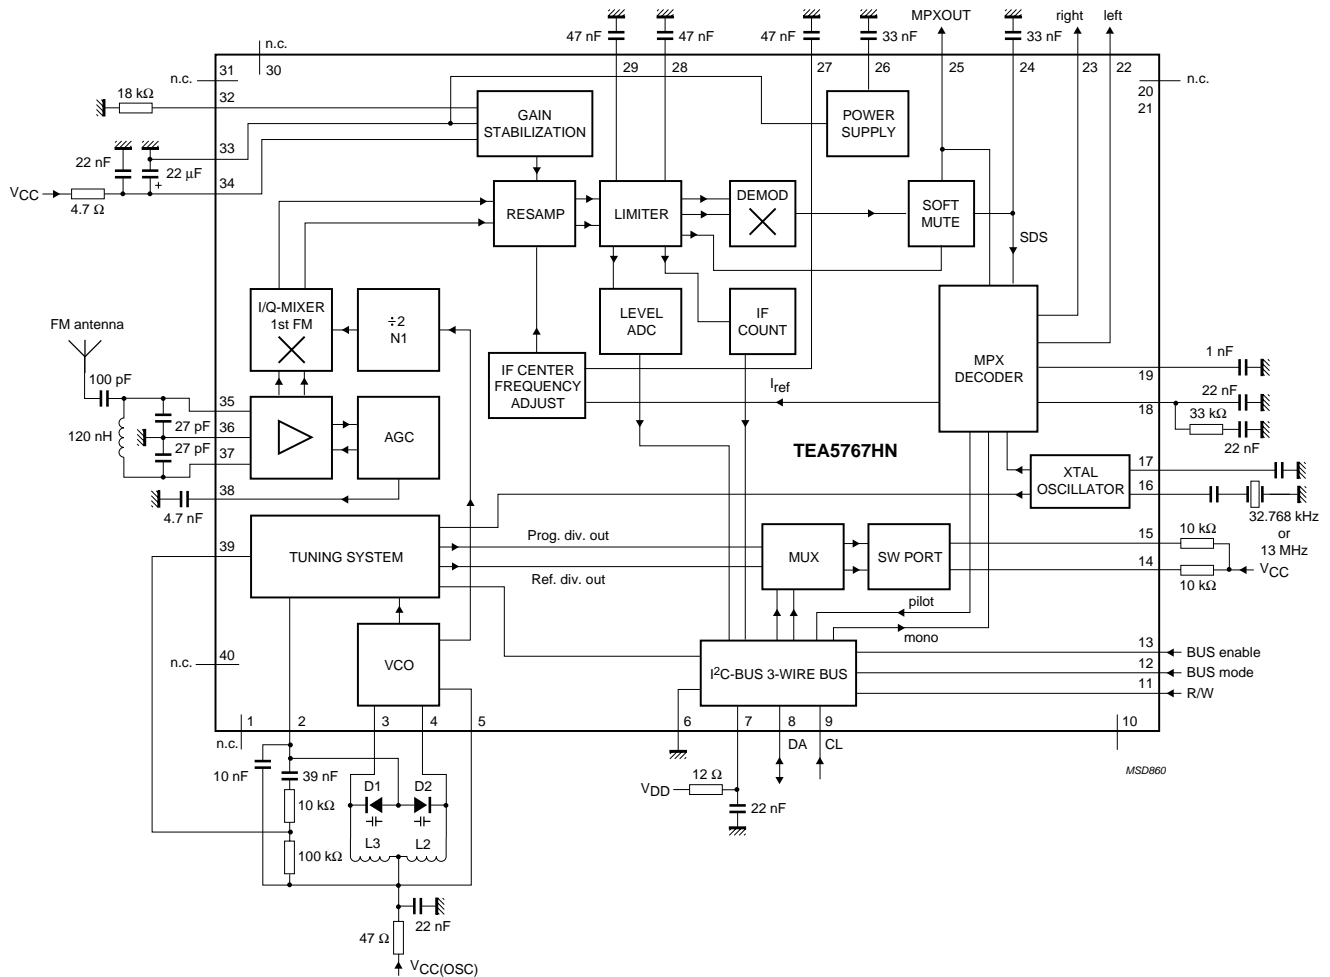 47 nF
47 nF
47 nF
33 nF
MPXOUT
33 nF
right
left
n.c.
30
31
n.c.
29
28
27
26
25
24
23
22
n.c.
20
21
18 kΩ
32
GAIN
STABILIZATION
POWER
SUPPLY
33
22 nF
22 μF
+
34
VCC
4.7 Ω
RESAMP
LIMITER
DEMOD
SOFT
MUTE
SDS
I/Q-MIXER
1st FM
÷2
N1
LEVEL
ADC
IF
COUNT
MPX
DECODER
FM antenna
100 pF
IF CENTER
FREQUENCY
ADJUST
Iref
1 nF
19
22 nF
18
33 kΩ
22 nF
35
27 pF
36
120 nH
27 pF
37
AGC
TEA5767HN
38
4.7 nF
XTAL
OSCILLATOR
17
16
32.768 kHz
or
13 MHz
39
TUNING SYSTEM
Prog. div. out
Ref. div. out
MUX
SW PORT
15
10 kΩ
14
10 kΩ
VCC
pilot
mono
n.c.
40
VCO
I2C-BUS 3-WIRE BUS
13
BUS enable
12
BUS mode
11
R/W
1
2
3
4
5
6
7
8
9
10
n.c.
DA
CL
MSD860
10 nF
39 nF
D1
D2
10 kΩ
L3
L2
100 kΩ
VDD
12 Ω
22 nF
22 nF
47 Ω
VCC(OSC)